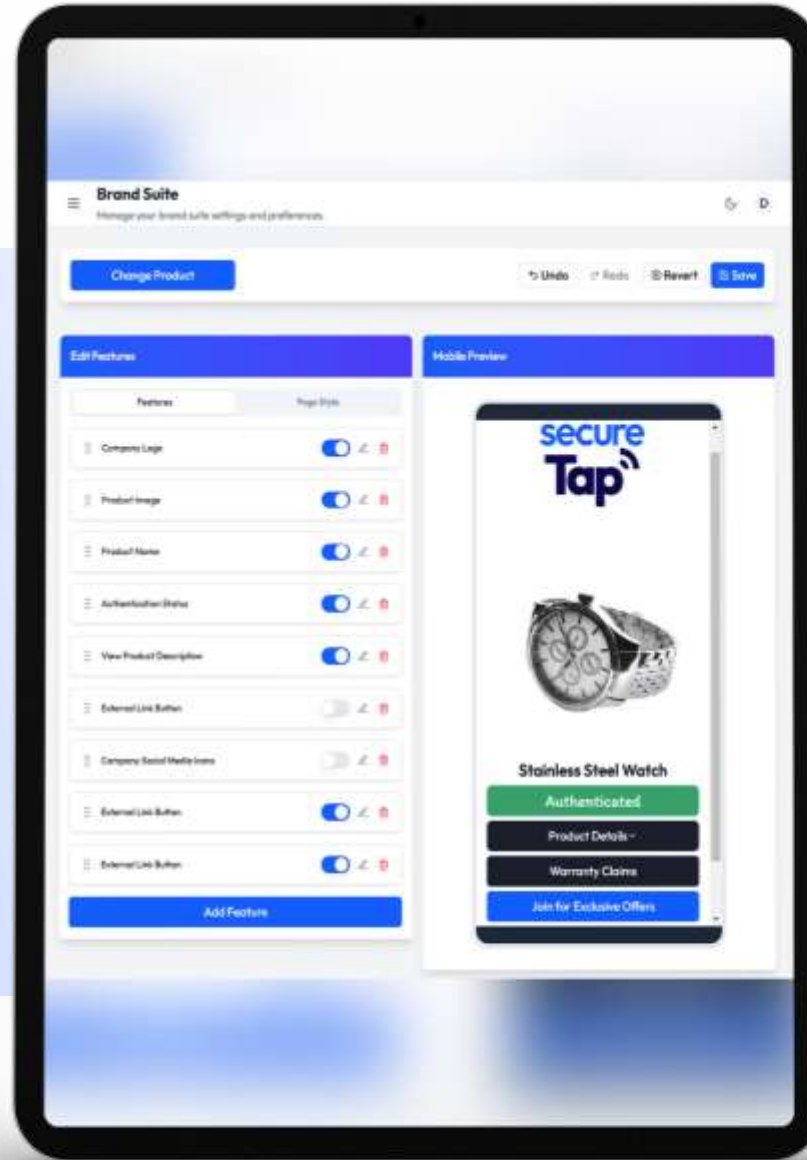 Brand Suite
Manage your brand suite settings and preferences.
D
Change Product
Undo Redo Revert Save
Edit Features
Features Page Style
Company Logo
Product Image
Product Name
Authentication Status
View Product Description
External Link Button
Company Social Media Icons
External Link Button
External Link Button
Add Feature
Mobile Preview
secure
Tap
Stainless Steel Watch
Authenticated
Product Details
Warranty Claims
Join for Exclusive Offers